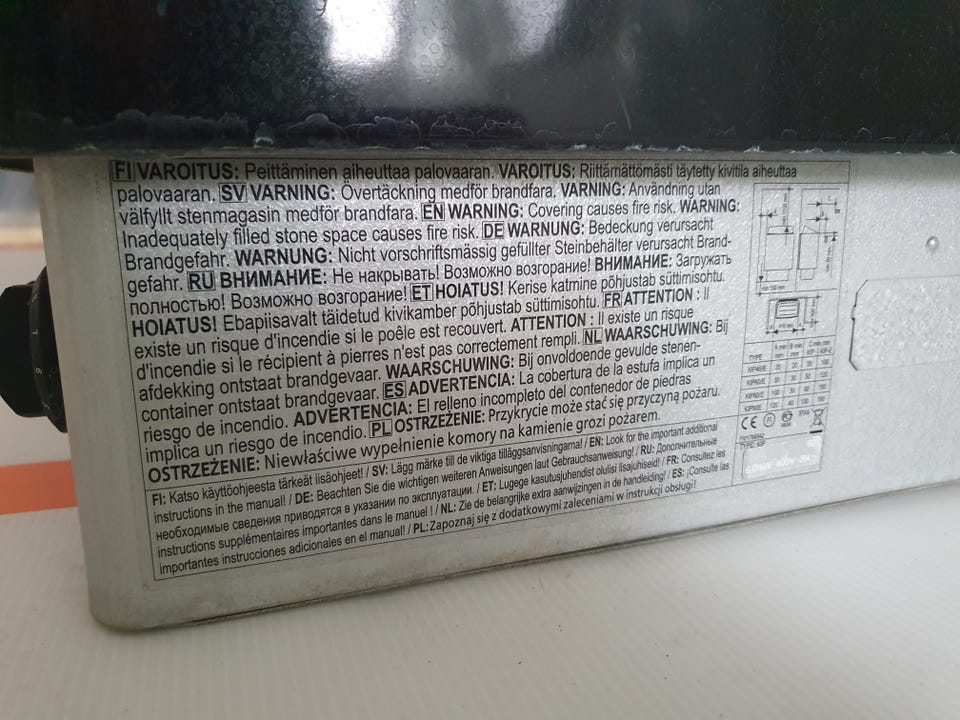 FI VAROITUS: Peittäminen aiheuttaa palovaaran. VAROITUS: Riittämättömästi täytetty kivitila aiheuttaa
palovaaran. SV VARNING: Övertäckning medför brandfara. VARNING: Användning utan
välfyllt stenmagasin medför brandfara. EN WARNING: Covering causes fire risk. WARNING:
Inadequately filled stone space causes fire risk. DE WARNUNG: Bedeckung verursacht
Brandgefahr. WARNUNG: Nicht vorschriftsmässig gefüllter Steinbehälter verursacht Brand-
gefahr. RU ВНИМАНИЕ: Не накрывать! Возможно возгорание! ВНИМАНИЕ: Загружать
полностью! Возможно возгорание! ET HOIATUS! Kerise katmine põhjustab süttimisohtu.
HOIATUS! Ebapiisavalt täidetud kivikamber põhjustab süttimisohtu. FR ATTENTION : Il
existe un risque d'incendie si le poêle est recouvert. ATTENTION : Il existe un risque
d'incendie si le récipient à pierres n'est pas correctement rempli. NL WAARSCHUWING: Bij
afdekking ontstaat brandgevaar. WAARSCHUWING: Bij onvoldoende gevulde stenen-
container ontstaat brandgevaar. ES ADVERTENCIA: La cobertura de la estufa implica un
riesgo de incendio. ADVERTENCIA: El relleno incompleto del contenedor de piedras
implica un riesgo de incendio. PL OSTRZEŻENIE: Przykrycie może stać się przyczyną pożaru.
OSTRZEŻENIE: Niewłaściwe wypełnienie komory na kamienie grozi pożarem.
FI: Katso käyttöohjeesta tärkeät lisäohjeet! / SV: Lägg märke till de viktiga tilläggsanvisningarna! / EN: Look for the important additional
instructions in the manual! / DE: Beachten Sie die wichtigen weiteren Anweisungen laut Gebrauchsanweisung! / RU: Дополнительные
необходимые сведения приводятся в указании по эксплуатации. / ET: Lugege kasutusjuhendist olulisi lisajuhiseid! / FR: Consultez les
instructions supplémentaires importantes dans le manuel ! / NL: Zie de belangrijke extra aanwijzingen in de handleiding! / ES: ¡Consulte las
importantes instrucciones adicionales en el manual! / PL: Zapoznaj się z dodatkowymi zaleceniami w instrukcji obsługi!
TYPE
CE IPX4